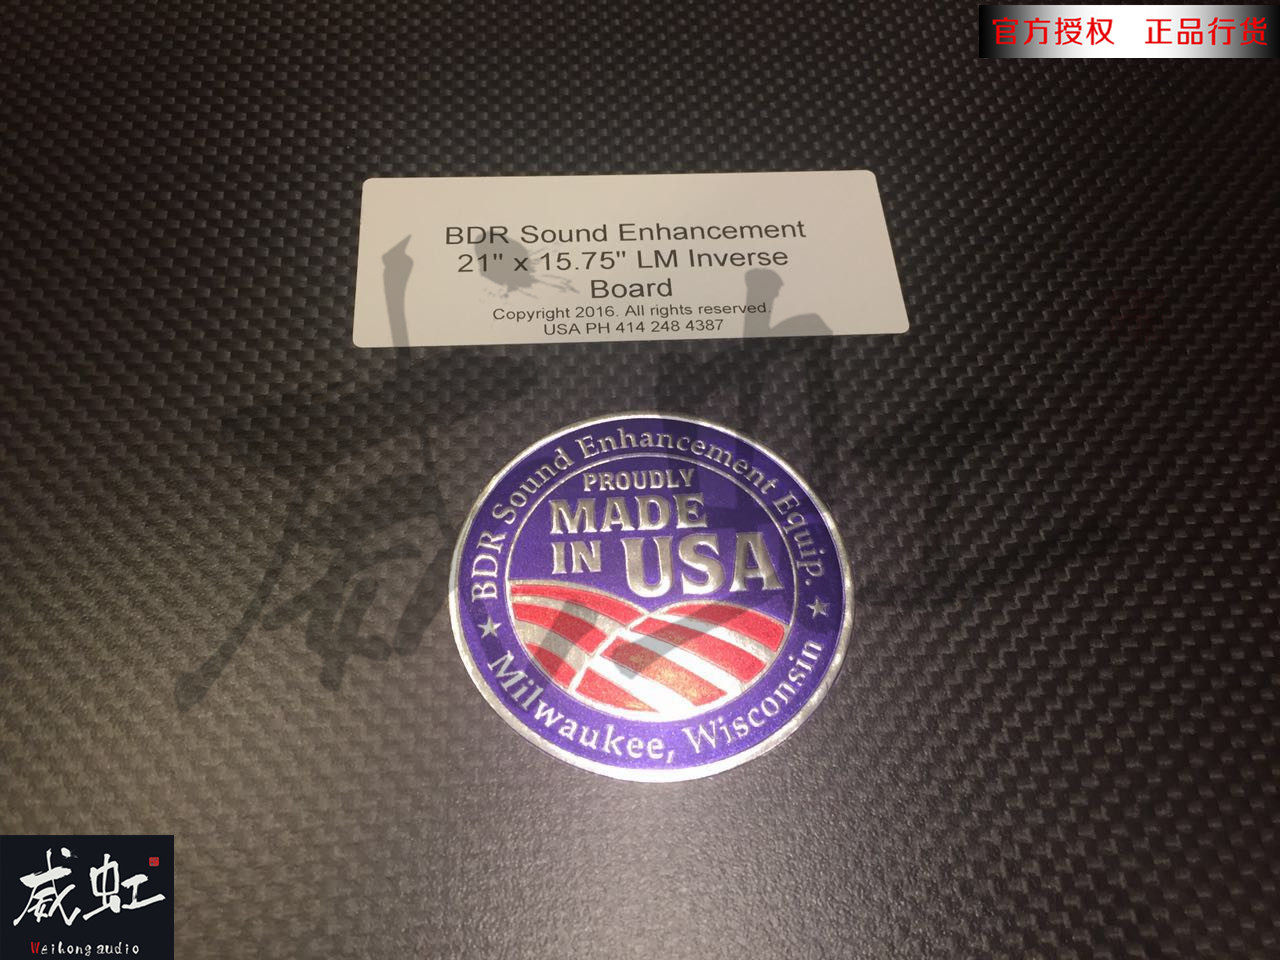 官方授权 正品行货
BDR Sound Enhancement
21" x 15.75" LM Inverse
Board
Copyright 2016. All rights reserved.
USA PH 414 248 4387
BDR Sound Enhancement Equip.
PROUDLY
MADE
IN USA
Milwaukee, Wisconsin
威虹
Weihong audio